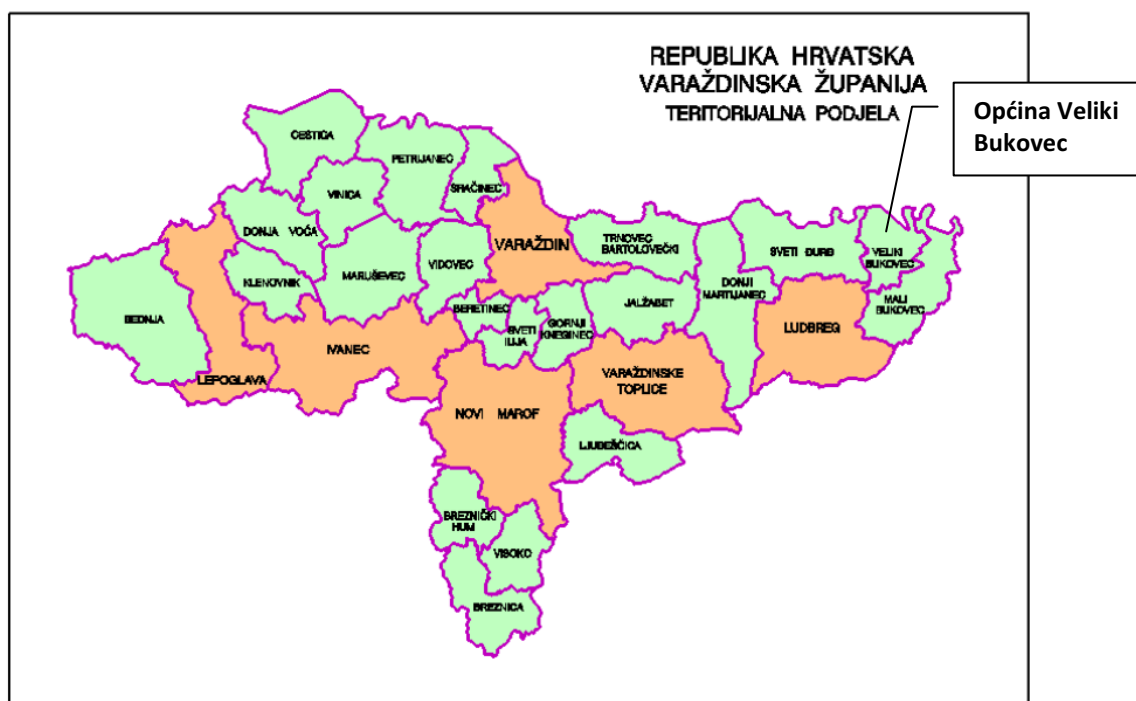 REPUBLIKA HRVATSKA
VARAŽDINSKA ŽUPANIJA
TERITORIJALNA PODJELA
Općina Veliki
Bukovec
CESTICA
PETRIJANEC
SRAČINEC
VINICA
DONJA VOĆA
VARAŽDIN
TRNOVEC
BARTOLOVEČKI
SVETI ĐURĐ
VELIKI
BUKOVEC
KLENOVNIK
MARUŠEVEC
VIDOVEC
DONJI
MARTIJANEC
MALI
BUKOVEC
BEDNJA
BERETINEC
SVETI
ILIJA
GORNJI
KNEGINEC
JALŽABET
LUDBREG
IVANEC
LEPOGLAVA
VARAŽDINSKE
TOPLICE
NOVI MAROF
LJUBEŠĆICA
BREZNIČKI
HUM
VISOKO
BREZNICA